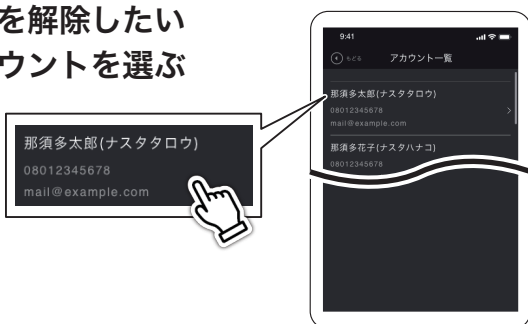 を解除したい
ウントを選ぶ
那須多太郎(ナスタタロウ)
08012345678
mail@example.com
9:41
もどる
アカウント一覧
那須多太郎(ナスタタロウ)
08012345678
mail@example.com
那須多花子(ナスタハナコ)
08012345678